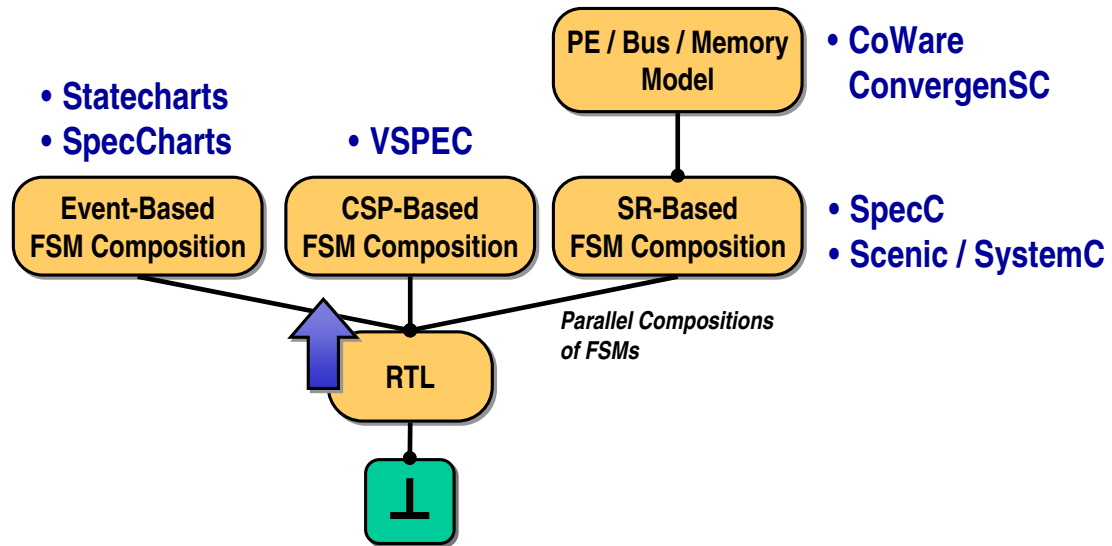 PE / Bus / Memory
Model
• CoWare
ConvergenSC
• Statecharts
• SpecCharts
• VSPEC
Event-Based
FSM Composition
CSP-Based
FSM Composition
SR-Based
FSM Composition
• SpecC
• Scenic / SystemC
Parallel Compositions
of FSMs
RTL
⊥